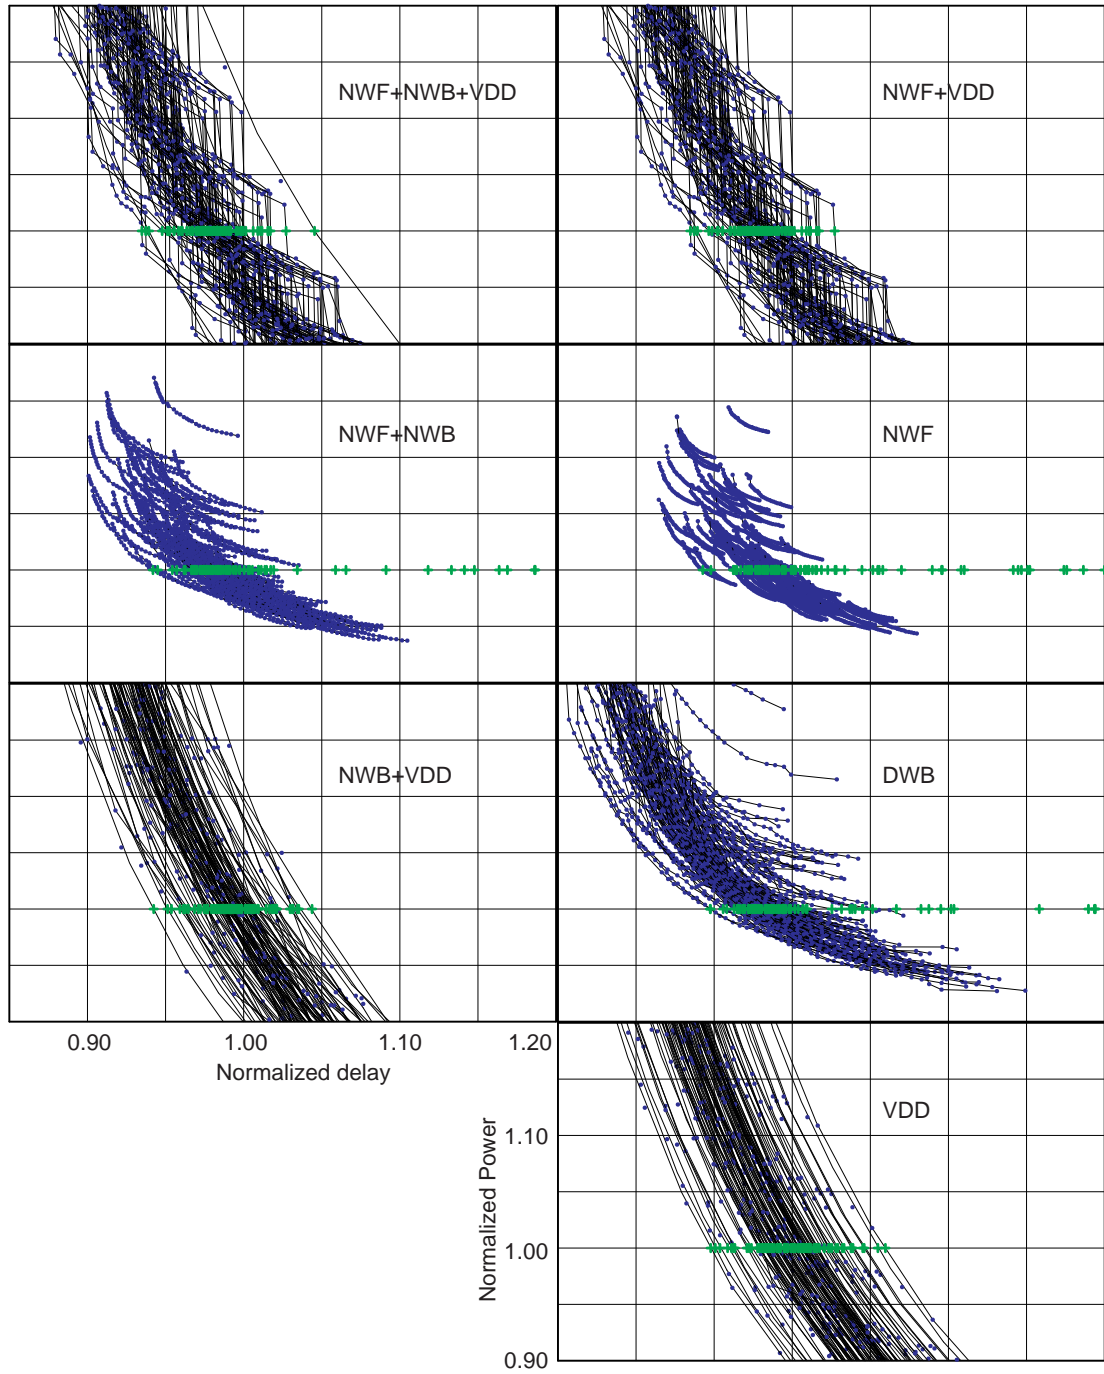 NWF+NWB+VDD
NWF+VDD
NWF+NWB
NWF
NWB+VDD
DWB
0.90
1.00
1.10
1.20
Normalized delay
VDD
Normalized Power
1.10
1.00
0.90